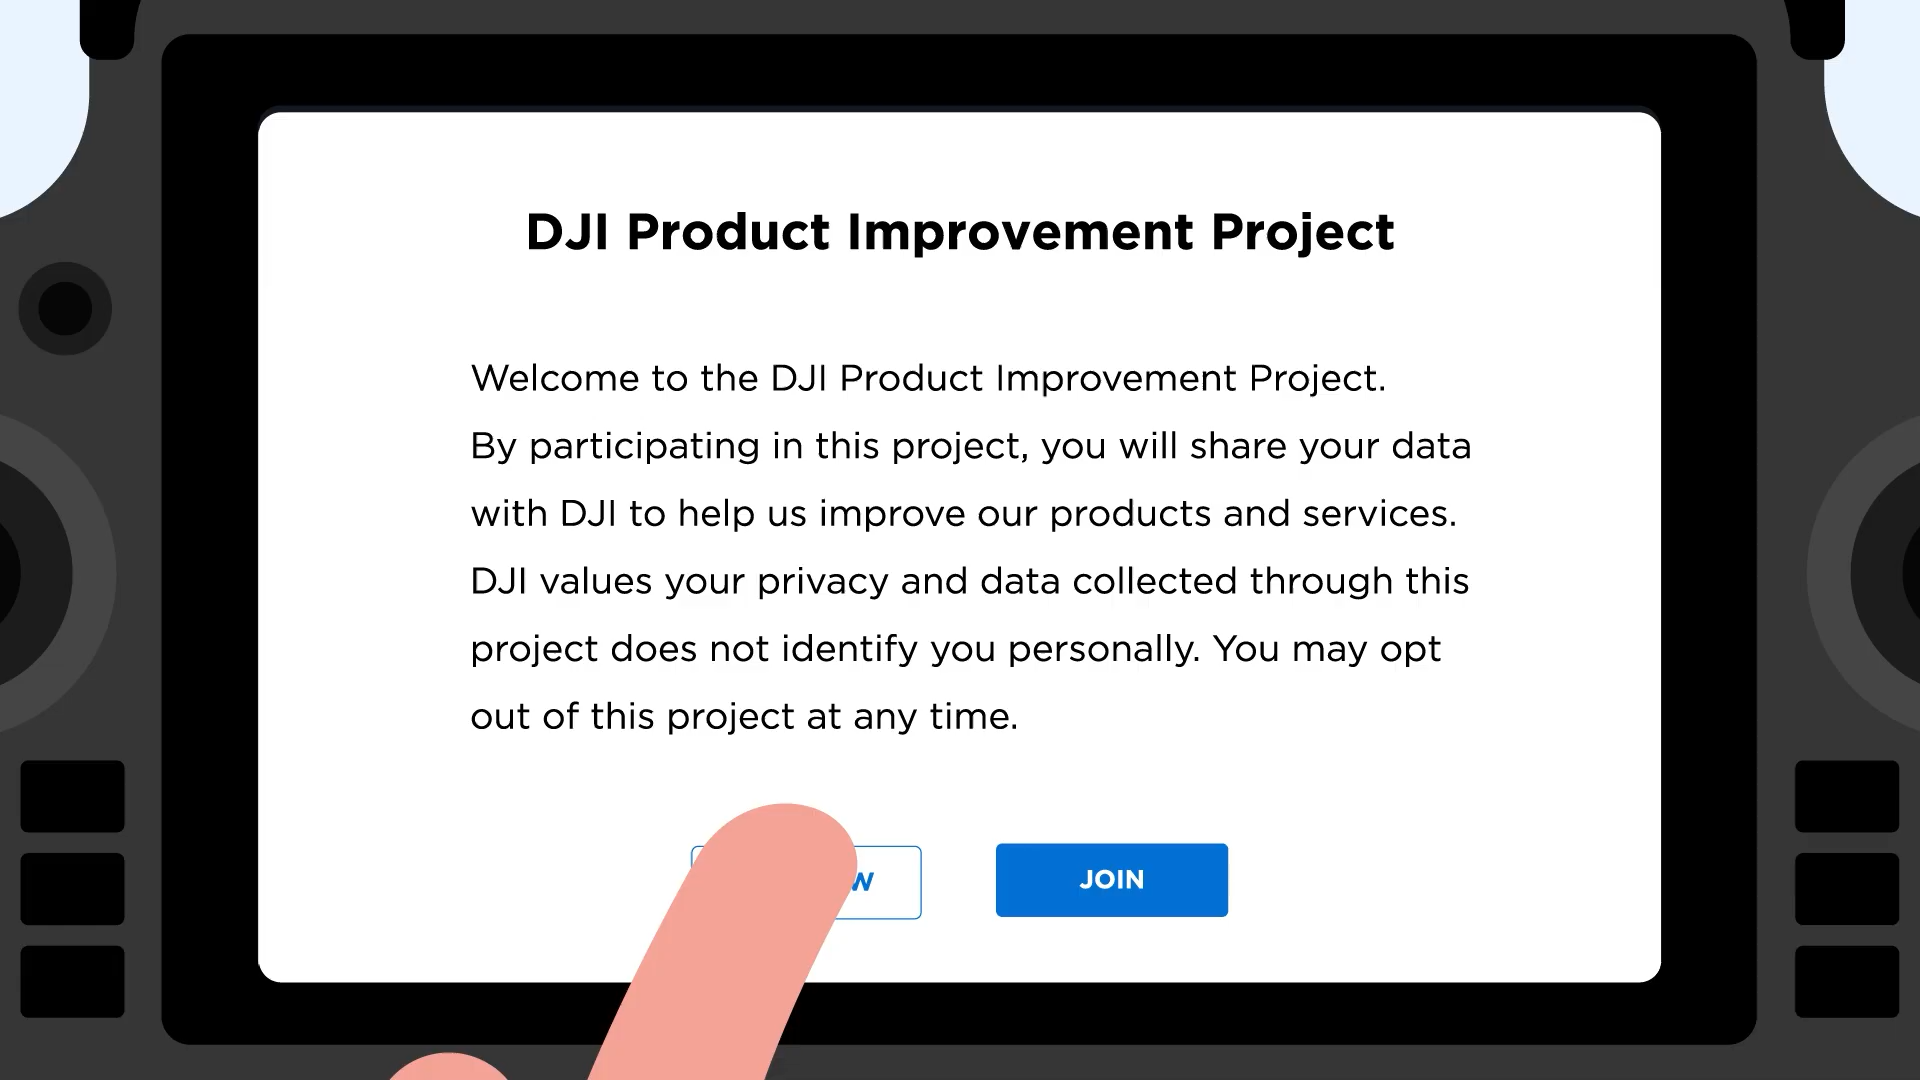 DJI Product Improvement Project
Welcome to the DJI Product Improvement Project.
By participating in this project, you will share your data
with DJI to help us improve our products and services.
DJI values your privacy and data collected through this
project does not identify you personally. You may opt
out of this project at any time.
JOIN